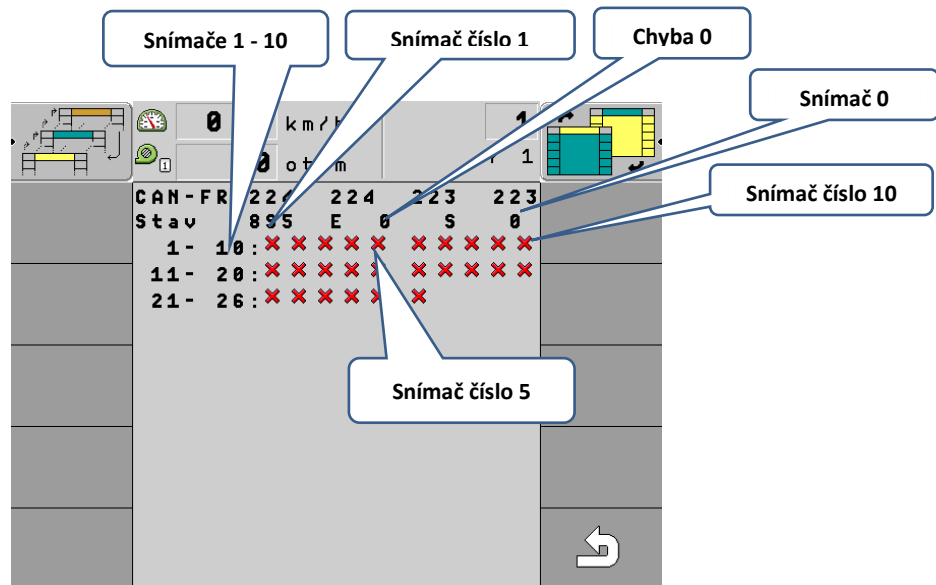 Snímače 1 - 10
Snímač číslo 1
Chyba 0
Snímač 0
Snímač číslo 10
Snímač číslo 5
0 km/h 1
1 0 1
CAN-FR 224 224 223 223
Stav 895 E 0 S 0
1- 10:
11- 20:
21- 26: